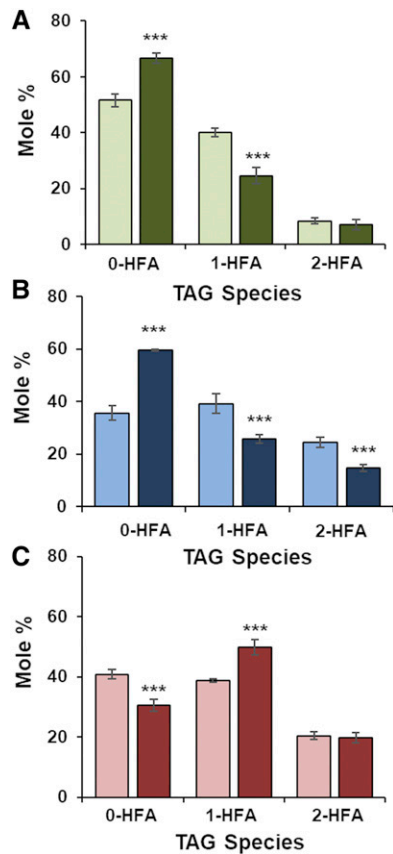 A
80
60
40
20
0
Mole %
***
***
0-HFA 1-HFA 2-HFA
TAG Species
B
80
60
40
20
0
Mole %
***
***
***
0-HFA 1-HFA 2-HFA
TAG Species
C
80
60
40
20
0
Mole %
***
***
0-HFA 1-HFA 2-HFA
TAG Species